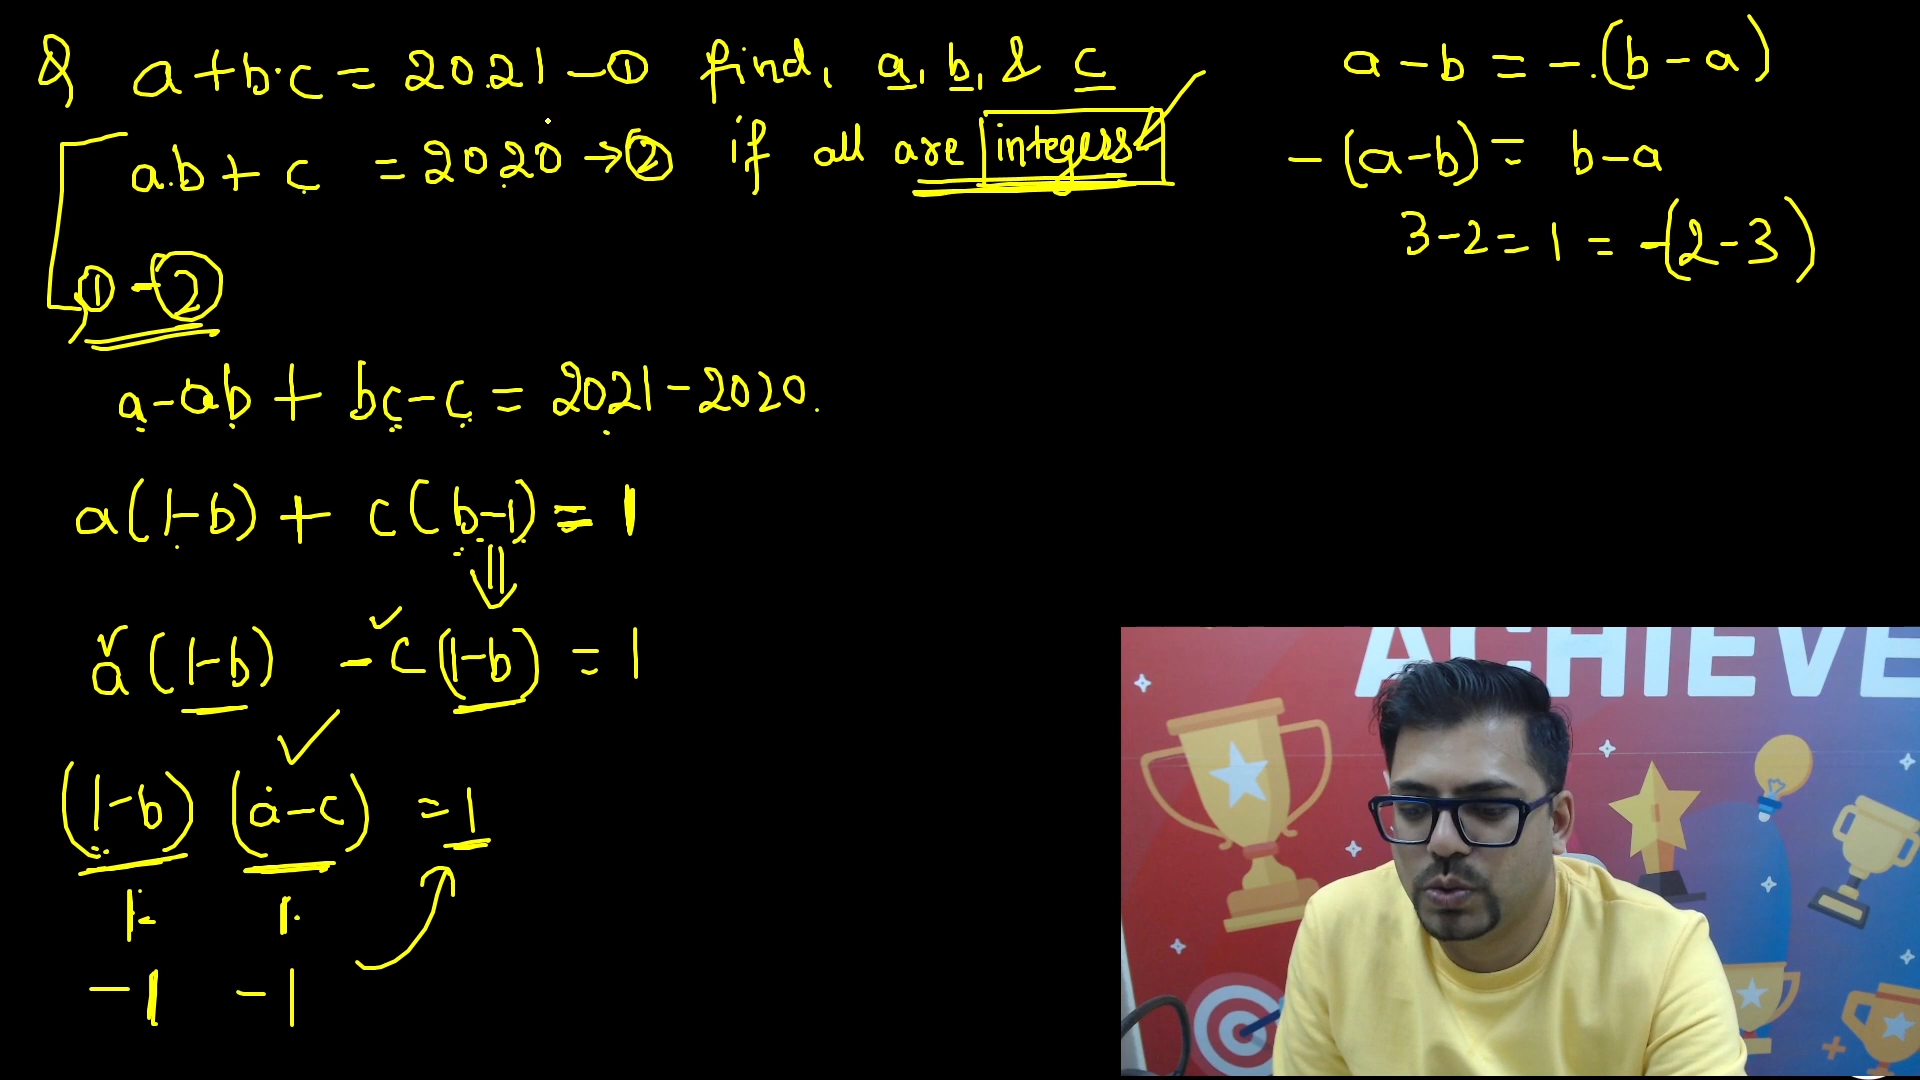 Q a+b.c = 2021 —① find, a, b, & c
a.b + c = 2020 → ② if all are integers
① - ②
a-ab + bc-c = 2021-2020.
a(1-b) + c(b-1) = 1
a(1-b) - c(1-b) = 1
(1-b) (a-c) = 1
1 1
-1 -1
a-b = -(b-a)
-(a-b) = b-a
3-2 = 1 = -(2-3)
ACHIEVE